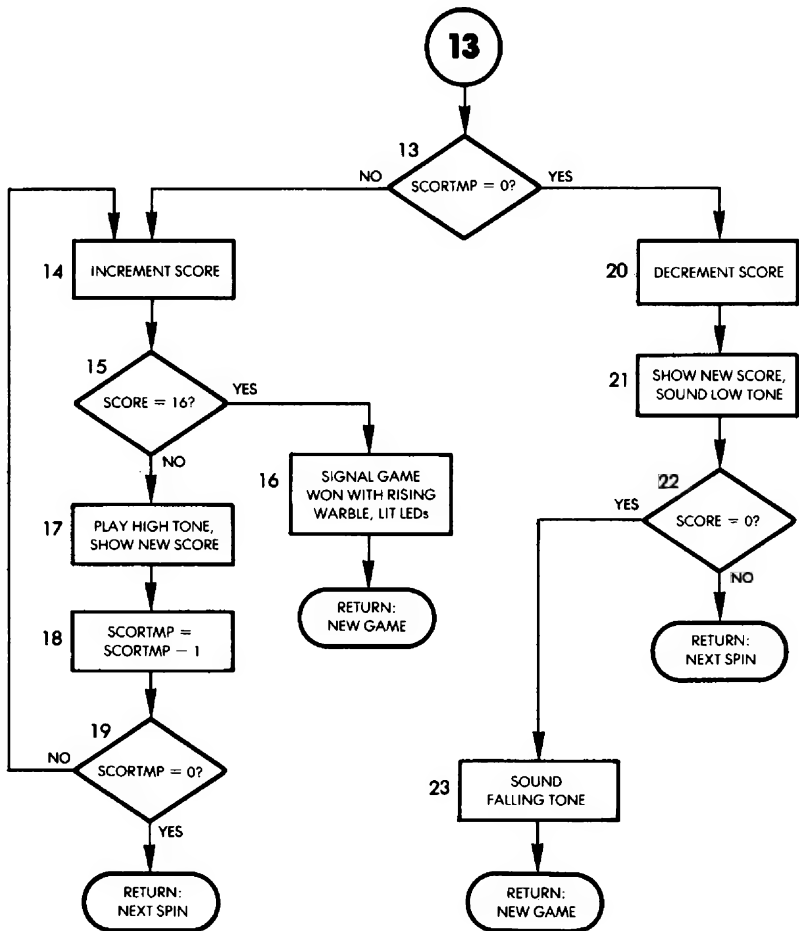 13
13
SCORTMP = 0?
NO
YES
14
INCREMENT SCORE
15
SCORE = 16?
YES
NO
16
SIGNAL GAME
WON WITH RISING
WARBLE, LIT LEDs
RETURN:
NEW GAME
17
PLAY HIGH TONE,
SHOW NEW SCORE
18
SCORTMP =
SCORTMP – 1
19
SCORTMP = 0?
NO
YES
RETURN:
NEXT SPIN
20
DECREMENT SCORE
21
SHOW NEW SCORE,
SOUND LOW TONE
22
SCORE = 0?
YES
NO
RETURN:
NEXT SPIN
23
SOUND
FALLING TONE
RETURN:
NEW GAME